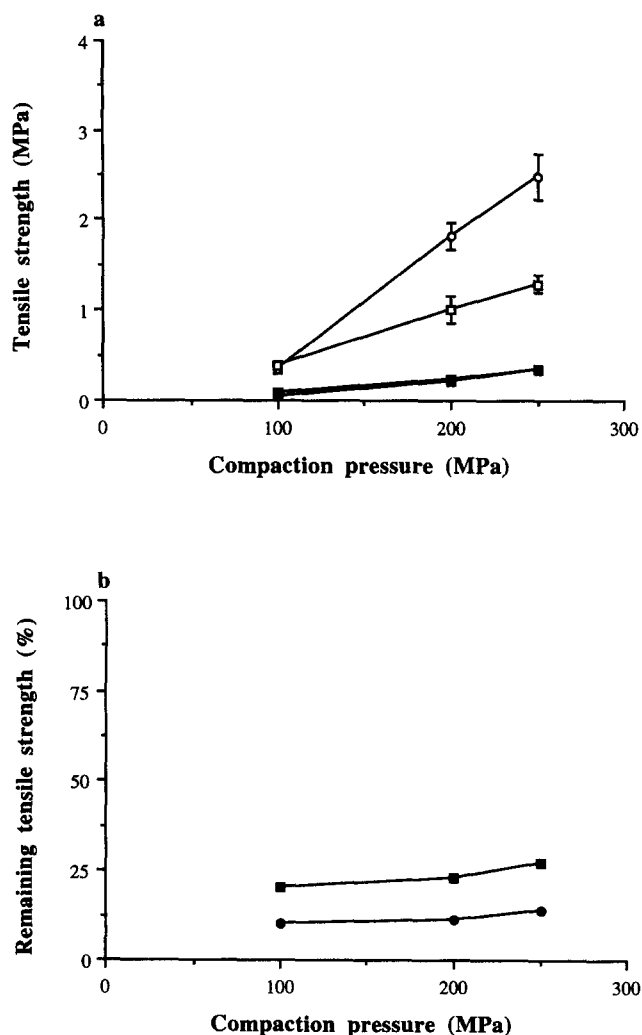 a
4
3
2
1
0
Tensile strength (MPa)
0 100 200 300
Compaction pressure (MPa)
b
100
75
50
25
0
Remaining tensile strength (%)
0 100 200 300
Compaction pressure (MPa)